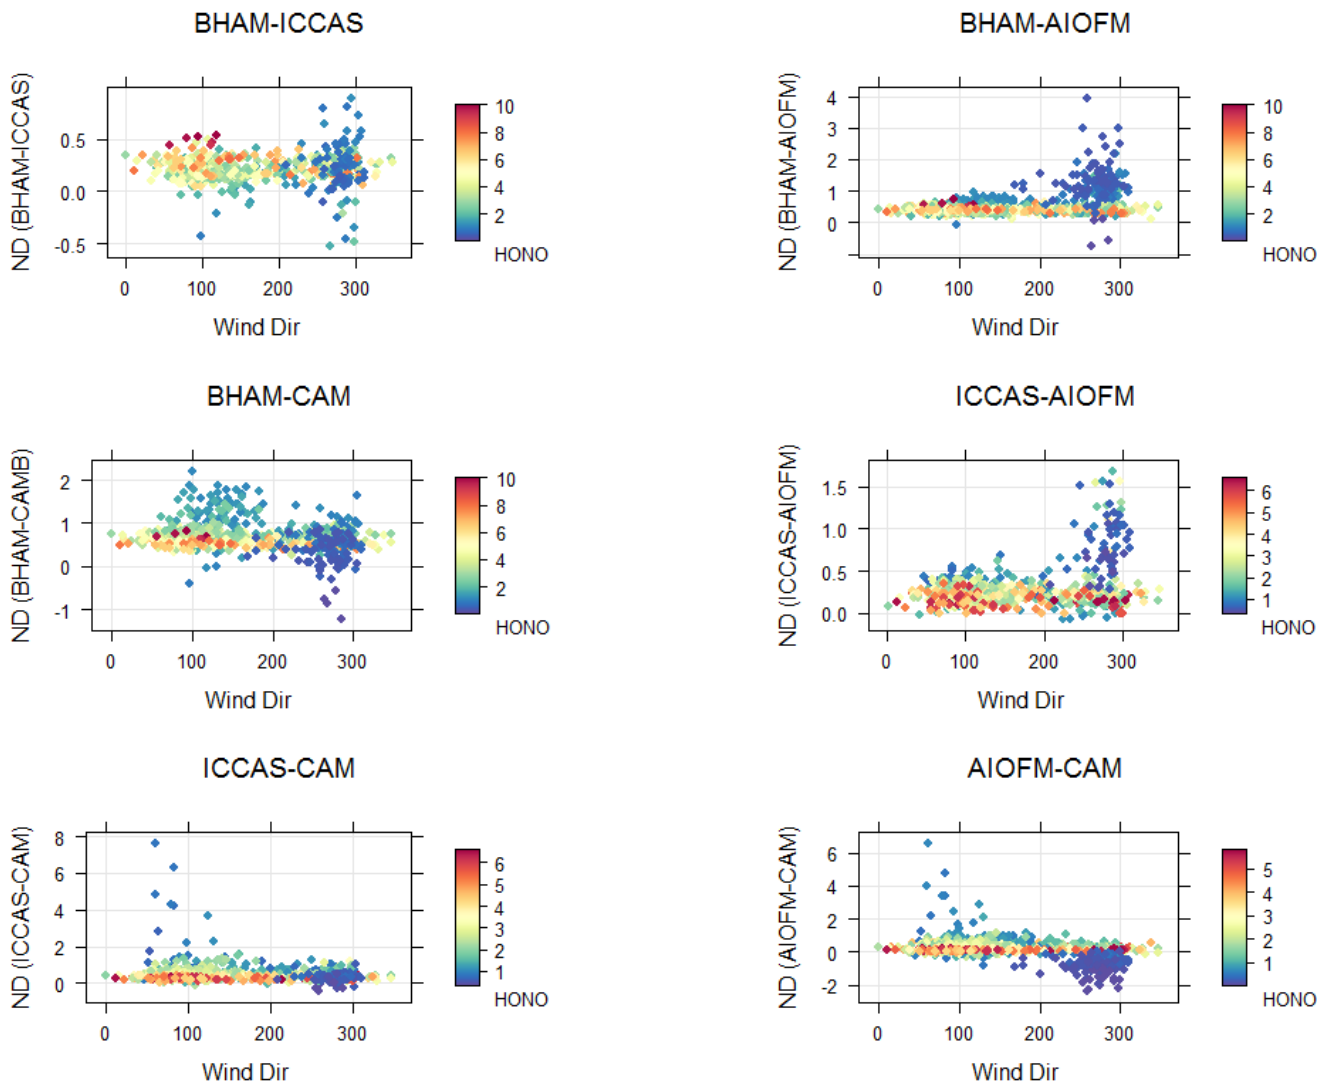 BHAM-ICCAS
ND (BHAM-ICCAS)
0.5
0.0
-0.5
0 100 200 300
Wind Dir
10
8
6
4
2
HONO
BHAM-AIOFM
ND (BHAM-AIOFM)
4
3
2
1
0
0 100 200 300
Wind Dir
10
8
6
4
2
HONO
BHAM-CAM
ND (BHAM-CAMB)
2
1
0
-1
0 100 200 300
Wind Dir
10
8
6
4
2
HONO
ICCAS-AIOFM
ND (ICCAS-AIOFM)
1.5
1.0
0.5
0.0
0 100 200 300
Wind Dir
6
5
4
3
2
1
HONO
ICCAS-CAM
ND (ICCAS-CAM)
8
6
4
2
0
0 100 200 300
Wind Dir
6
5
4
3
2
1
HONO
AIOFM-CAM
ND (AIOFM-CAM)
6
4
2
0
-2
0 100 200 300
Wind Dir
5
4
3
2
1
HONO